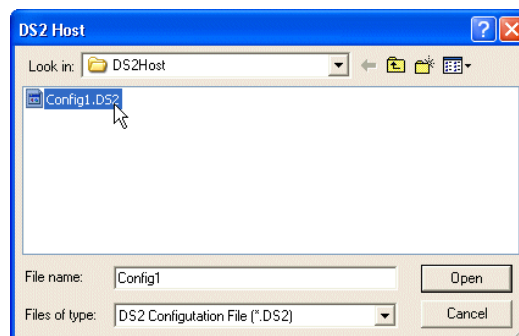 DS2 Host
Look in: DS2Host
Config1.DS2
File name: Config1 Open
Files of type: DS2 Configutation File (*.DS2) Cancel